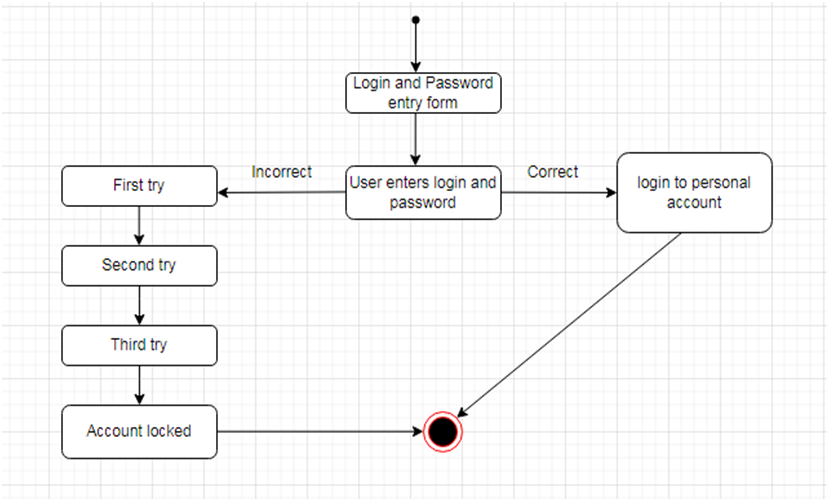 Login and Password
entry form
Incorrect
Correct
First try
User enters login and
password
login to personal
account
Second try
Third try
Account locked